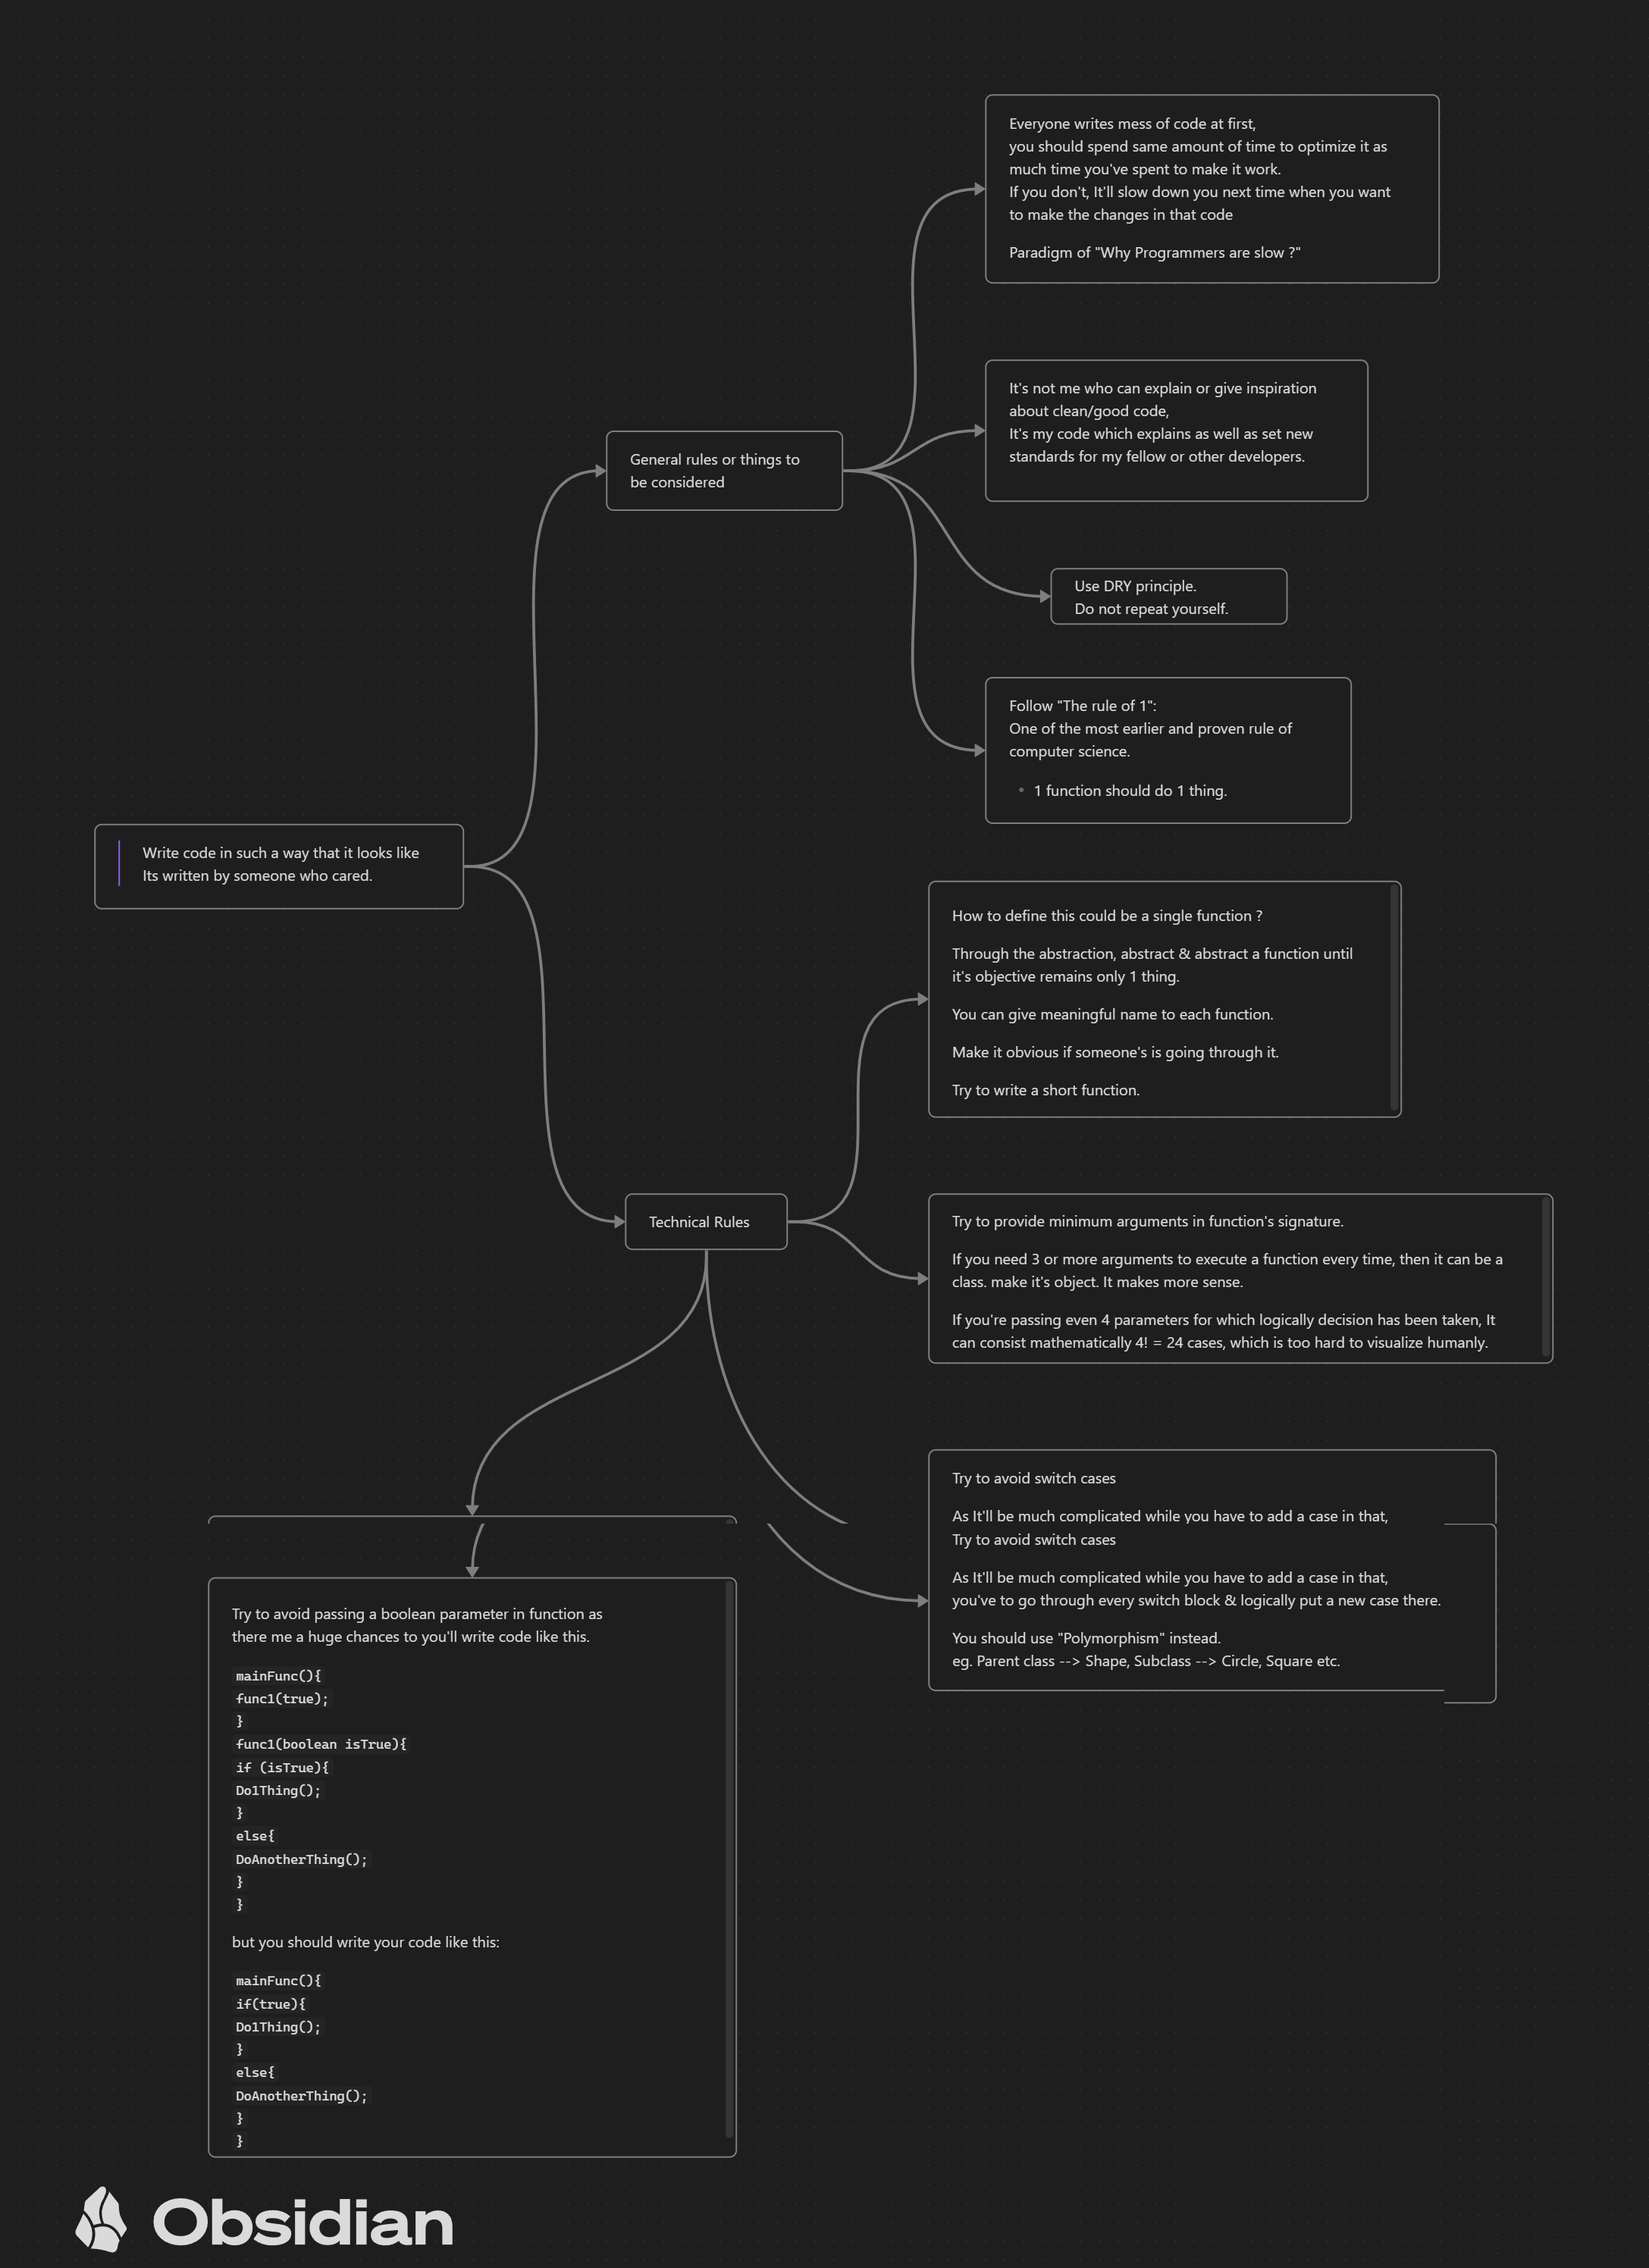 Everyone writes mess of code at first,
you should spend same amount of time to optimize it as
much time you've spent to make it work.
If you don't, It'll slow down you next time when you want
to make the changes in that code
Paradigm of "Why Programmers are slow ?"
It's not me who can explain or give inspiration
about clean/good code,
It's my code which explains as well as set new
standards for my fellow or other developers.
General rules or things to
be considered
Use DRY principle.
Do not repeat yourself.
Follow "The rule of 1":
One of the most earlier and proven rule of
computer science.
• 1 function should do 1 thing.
Write code in such a way that it looks like
Its written by someone who cared.
How to define this could be a single function ?
Through the abstraction, abstract & abstract a function until
it's objective remains only 1 thing.
You can give meaningful name to each function.
Make it obvious if someone's is going through it.
Try to write a short function.
Technical Rules
Try to provide minimum arguments in function's signature.
If you need 3 or more arguments to execute a function every time, then it can be a
class. make it's object. It makes more sense.
If you're passing even 4 parameters for which logically decision has been taken, It
can consist mathematically 4! = 24 cases, which is too hard to visualize humanly.
Try to avoid switch cases
As It'll be much complicated while you have to add a case in that,
Try to avoid switch cases
As It'll be much complicated while you have to add a case in that,
you've to go through every switch block & logically put a new case there.
You should use "Polymorphism" instead.
eg. Parent class --> Shape, Subclass --> Circle, Square etc.
Try to avoid passing a boolean parameter in function as
there me a huge chances to you'll write code like this.
mainFunc(){
func1(true);
}
func1(boolean isTrue){
if (isTrue){
Do1Thing();
}
else{
DoAnotherThing();
}
}
but you should write your code like this:
mainFunc(){
if(true){
Do1Thing();
}
else{
DoAnotherThing();
}
}
Obsidian